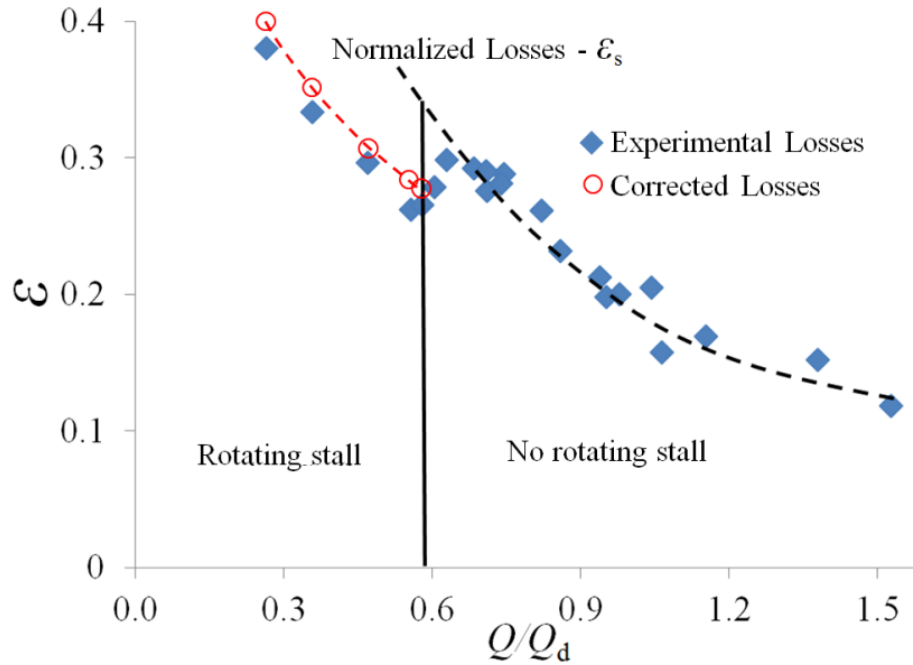 0.4
Normalized Losses - ɛs
Experimental Losses
0.3
Corrected Losses
ɛ
0.2
0.1
Rotating stall
No rotating stall
0
0.0
0.3
0.6
0.9
1.2
1.5
Q/Qd